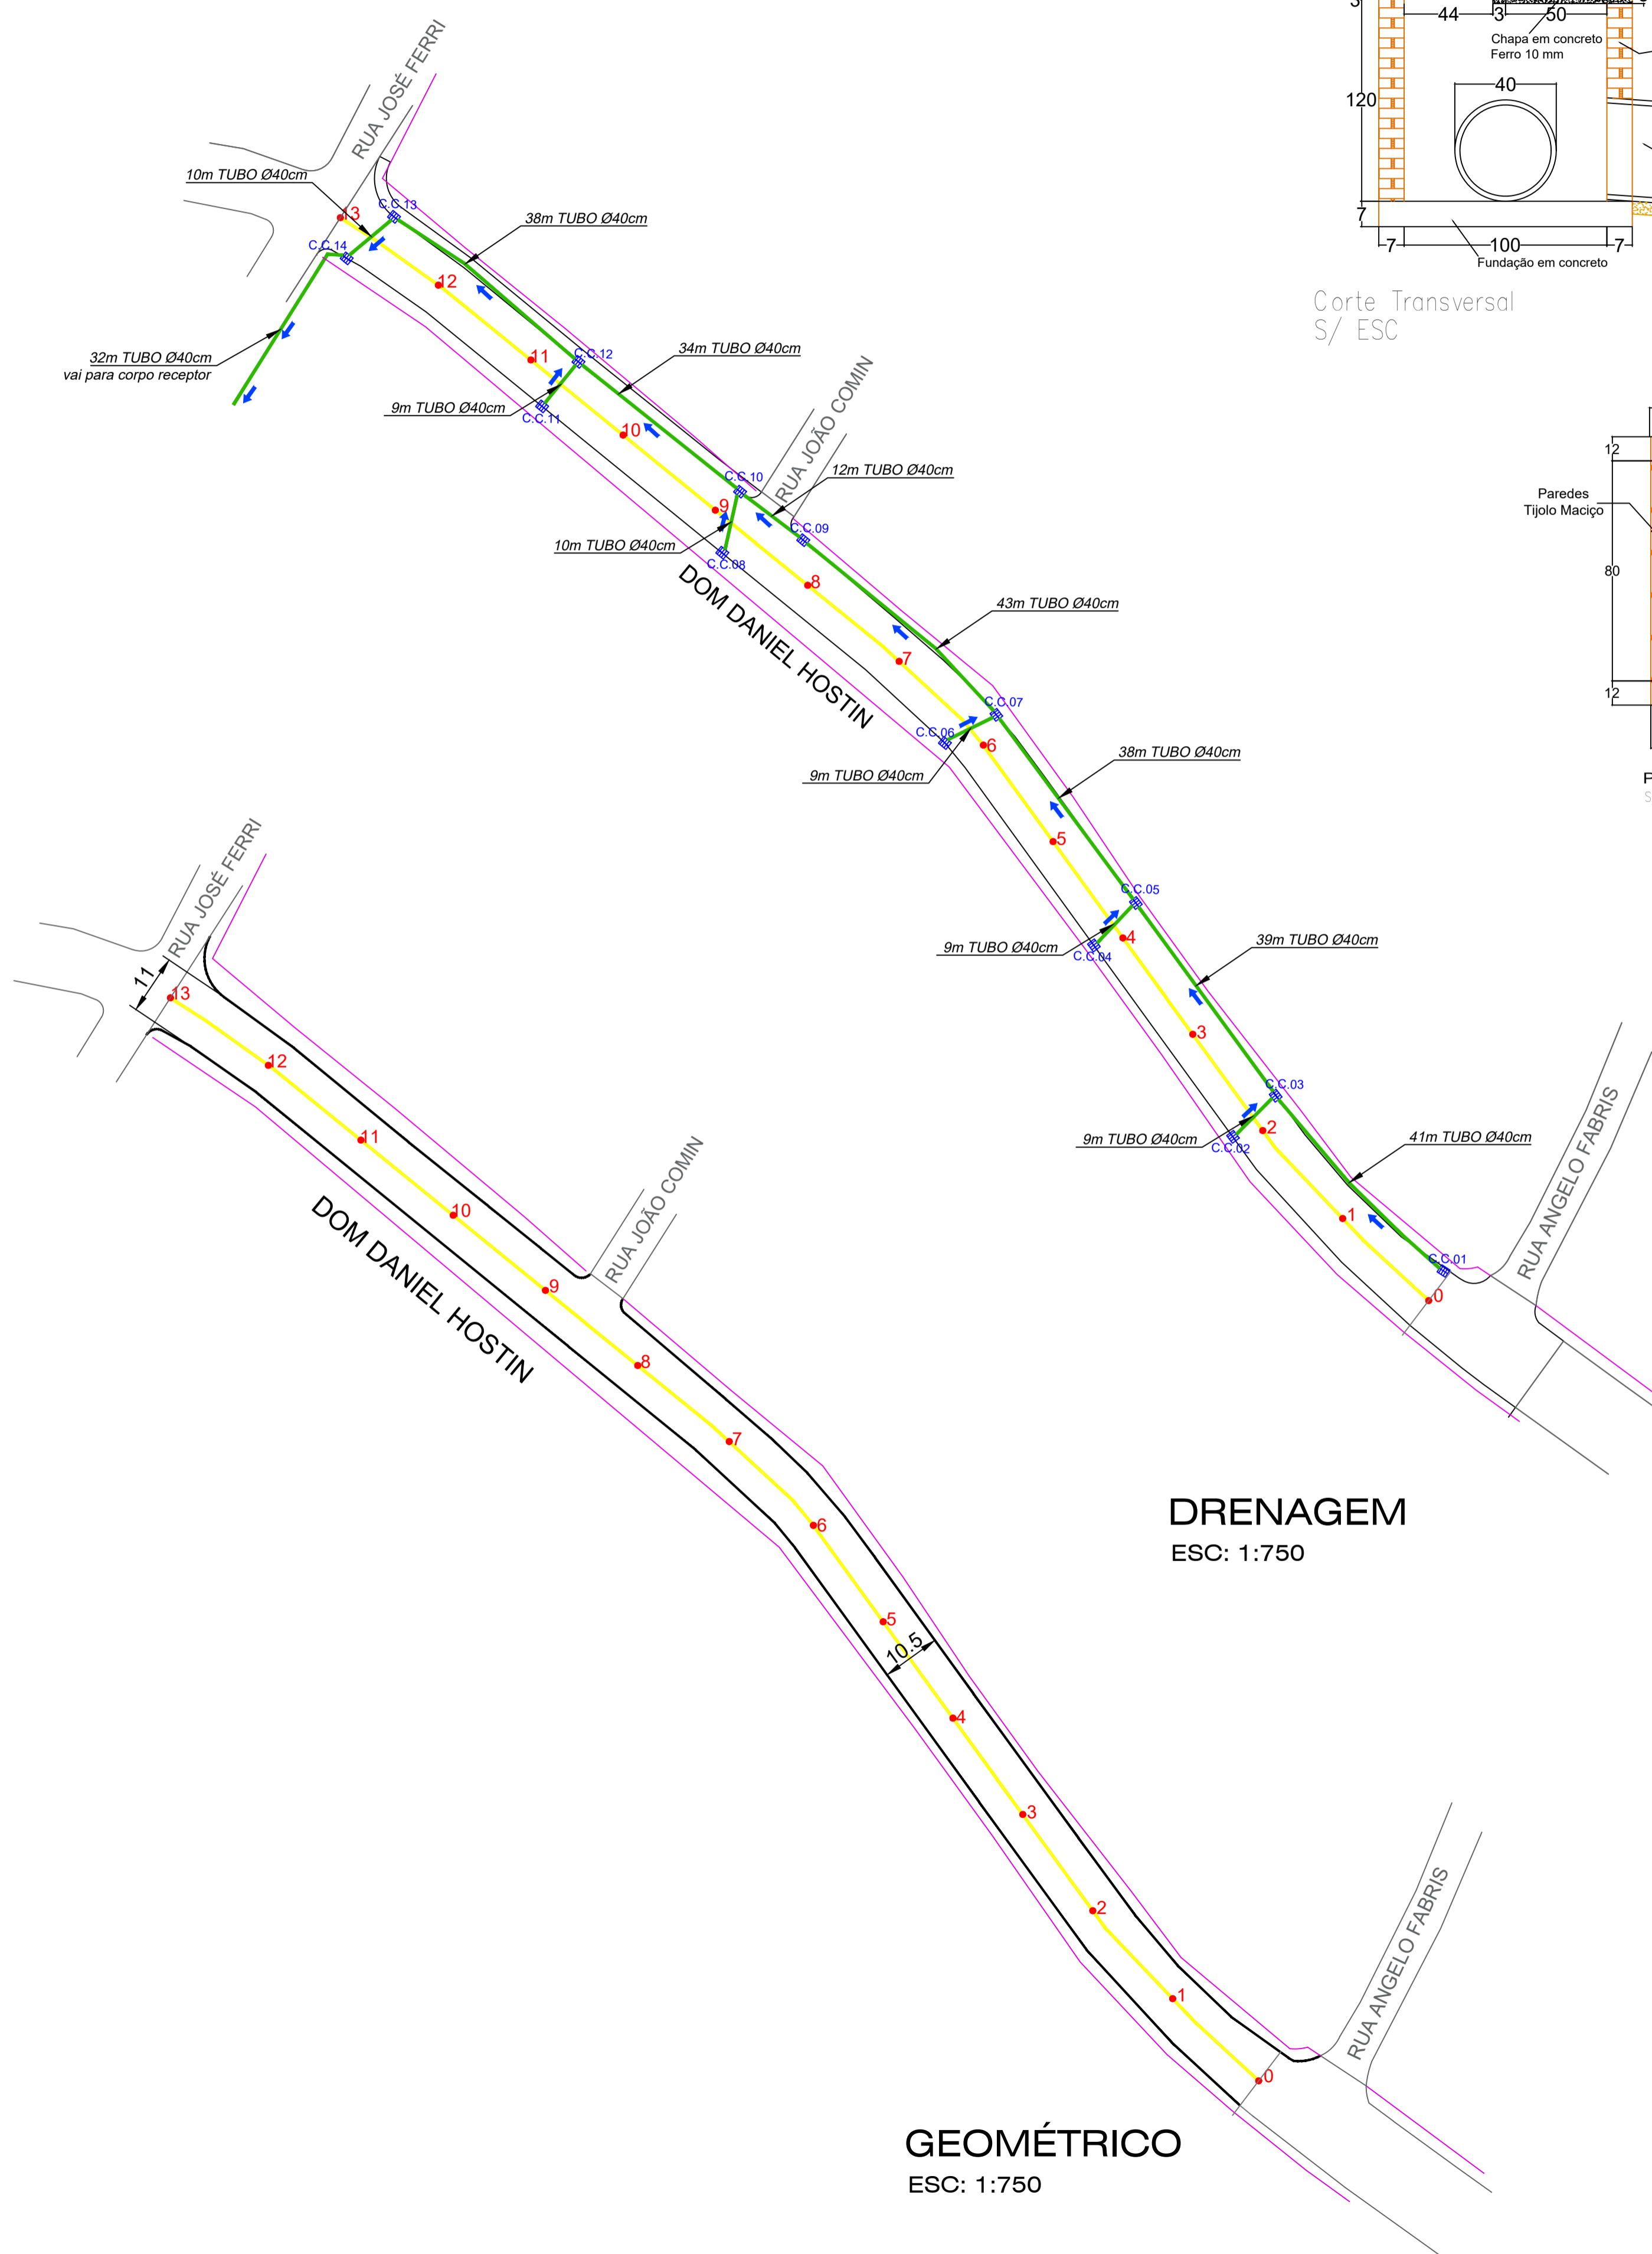 3
44
3
50
Chapa em concreto
Ferro 10 mm
40
120
7
7
100
7
Fundação em concreto
Corte Transversal
S/ ESC
12
Paredes
Tijolo Maciço
80
12
P
S
RUA JOSÉ FERRI
10m TUBO Ø40cm
13
C.C.13
38m TUBO Ø40cm
C.C.14
12
32m TUBO Ø40cm
vai para corpo receptor
11
C.C.12
34m TUBO Ø40cm
9m TUBO Ø40cm
C.C.11
10
RUA JOÃO COMIN
C.C.10
12m TUBO Ø40cm
9
C.C.09
10m TUBO Ø40cm
C.C.08
8
DOM DANIEL HOSTIN
43m TUBO Ø40cm
7
C.C.07
C.C.06
6
9m TUBO Ø40cm
38m TUBO Ø40cm
5
C.C.05
4
9m TUBO Ø40cm
C.C.04
39m TUBO Ø40cm
3
C.C.03
2
9m TUBO Ø40cm
C.C.02
41m TUBO Ø40cm
RUA ANGELO FABRIS
1
C.C.01
0
DRENAGEM
ESC: 1:750
RUA JOSÉ FERRI
11
13
12
11
RUA JOÃO COMIN
10
DOM DANIEL HOSTIN
9
8
7
6
5
10.5
4
3
2
RUA ANGELO FABRIS
1
0
GEOMÉTRICO
ESC: 1:750